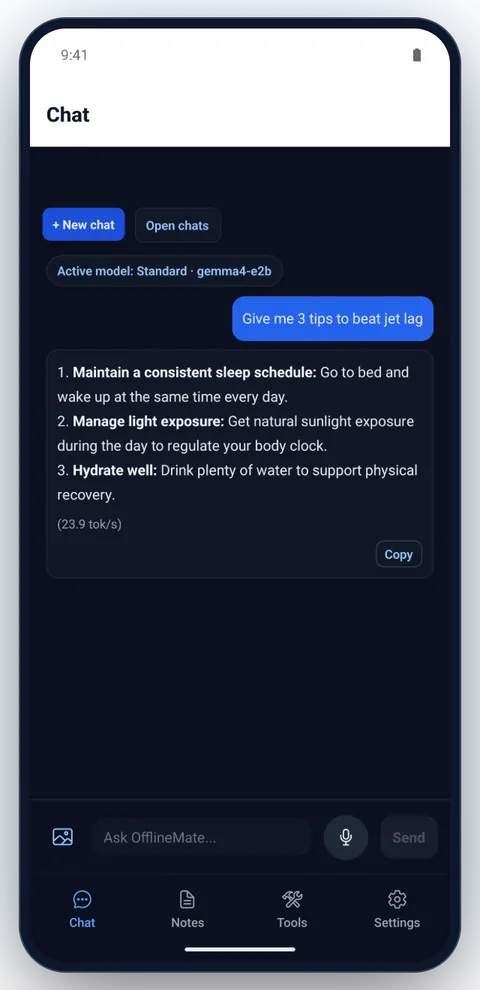 9:41
Chat
+ New chat
Open chats
Active model: Standard · gemma4-e2b
Give me 3 tips to beat jet lag
1. Maintain a consistent sleep schedule: Go to bed and
wake up at the same time every day.
2. Manage light exposure: Get natural sunlight exposure
during the day to regulate your body clock.
3. Hydrate well: Drink plenty of water to support physical
recovery.
(23.9 tok/s)
Copy
Ask OfflineMate...
Send
Chat
Notes
Tools
Settings